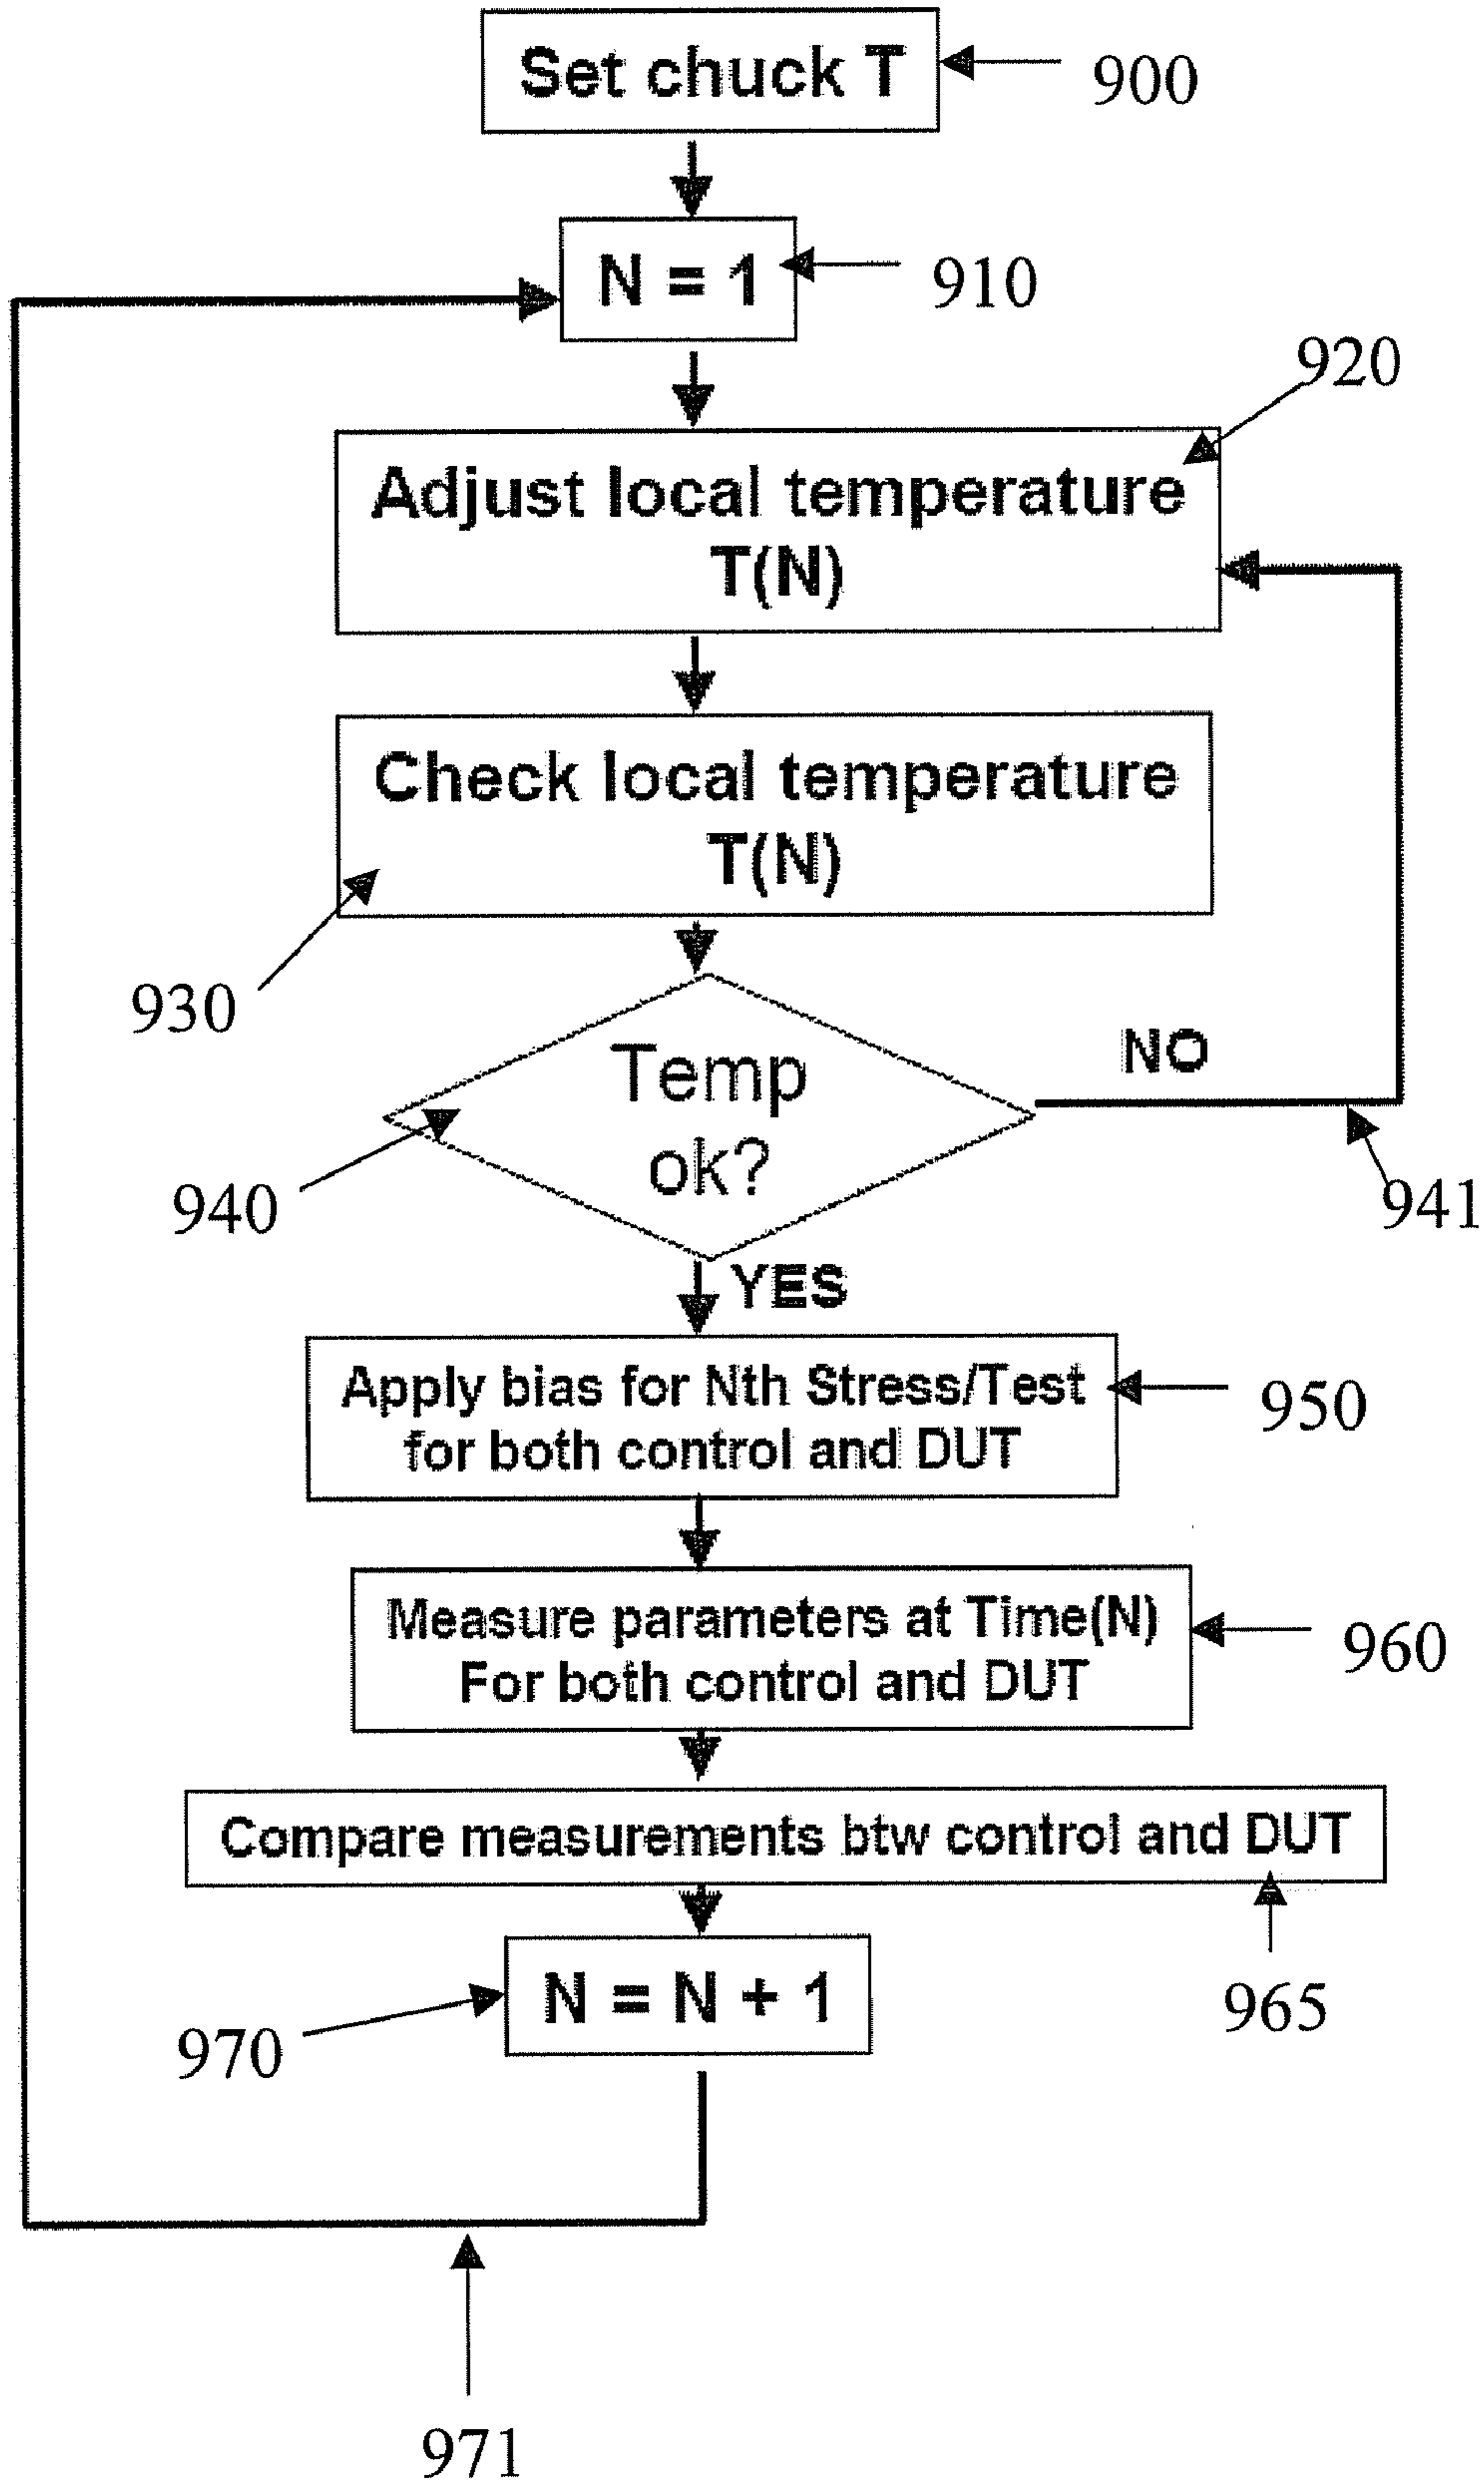 Set chuck T
900
N = 1
910
920
Adjust local temperature
T(N)
Check local temperature
T(N)
930
Temp
ok?
NO
940
941
YES
Apply bias for Nth Stress/Test
for both control and DUT
950
Measure parameters at Time(N)
For both control and DUT
960
Compare measurements btw control and DUT
965
N = N + 1
970
971